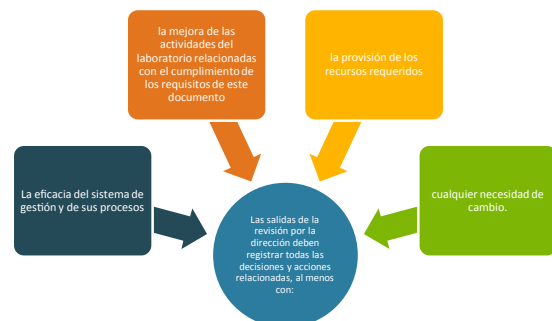 la mejora de las
actividades del
laboratorio relacionadas
con el cumplimiento de
los requisitos de este
documento
la provisión de los
recursos requeridos
La eficacia del sistema de
gestión y de sus procesos
cualquier necesidad de
cambio.
Las salidas de la
revisión por la
dirección deben
registrar todas las
decisiones y acciones
relacionadas, al menos
con: